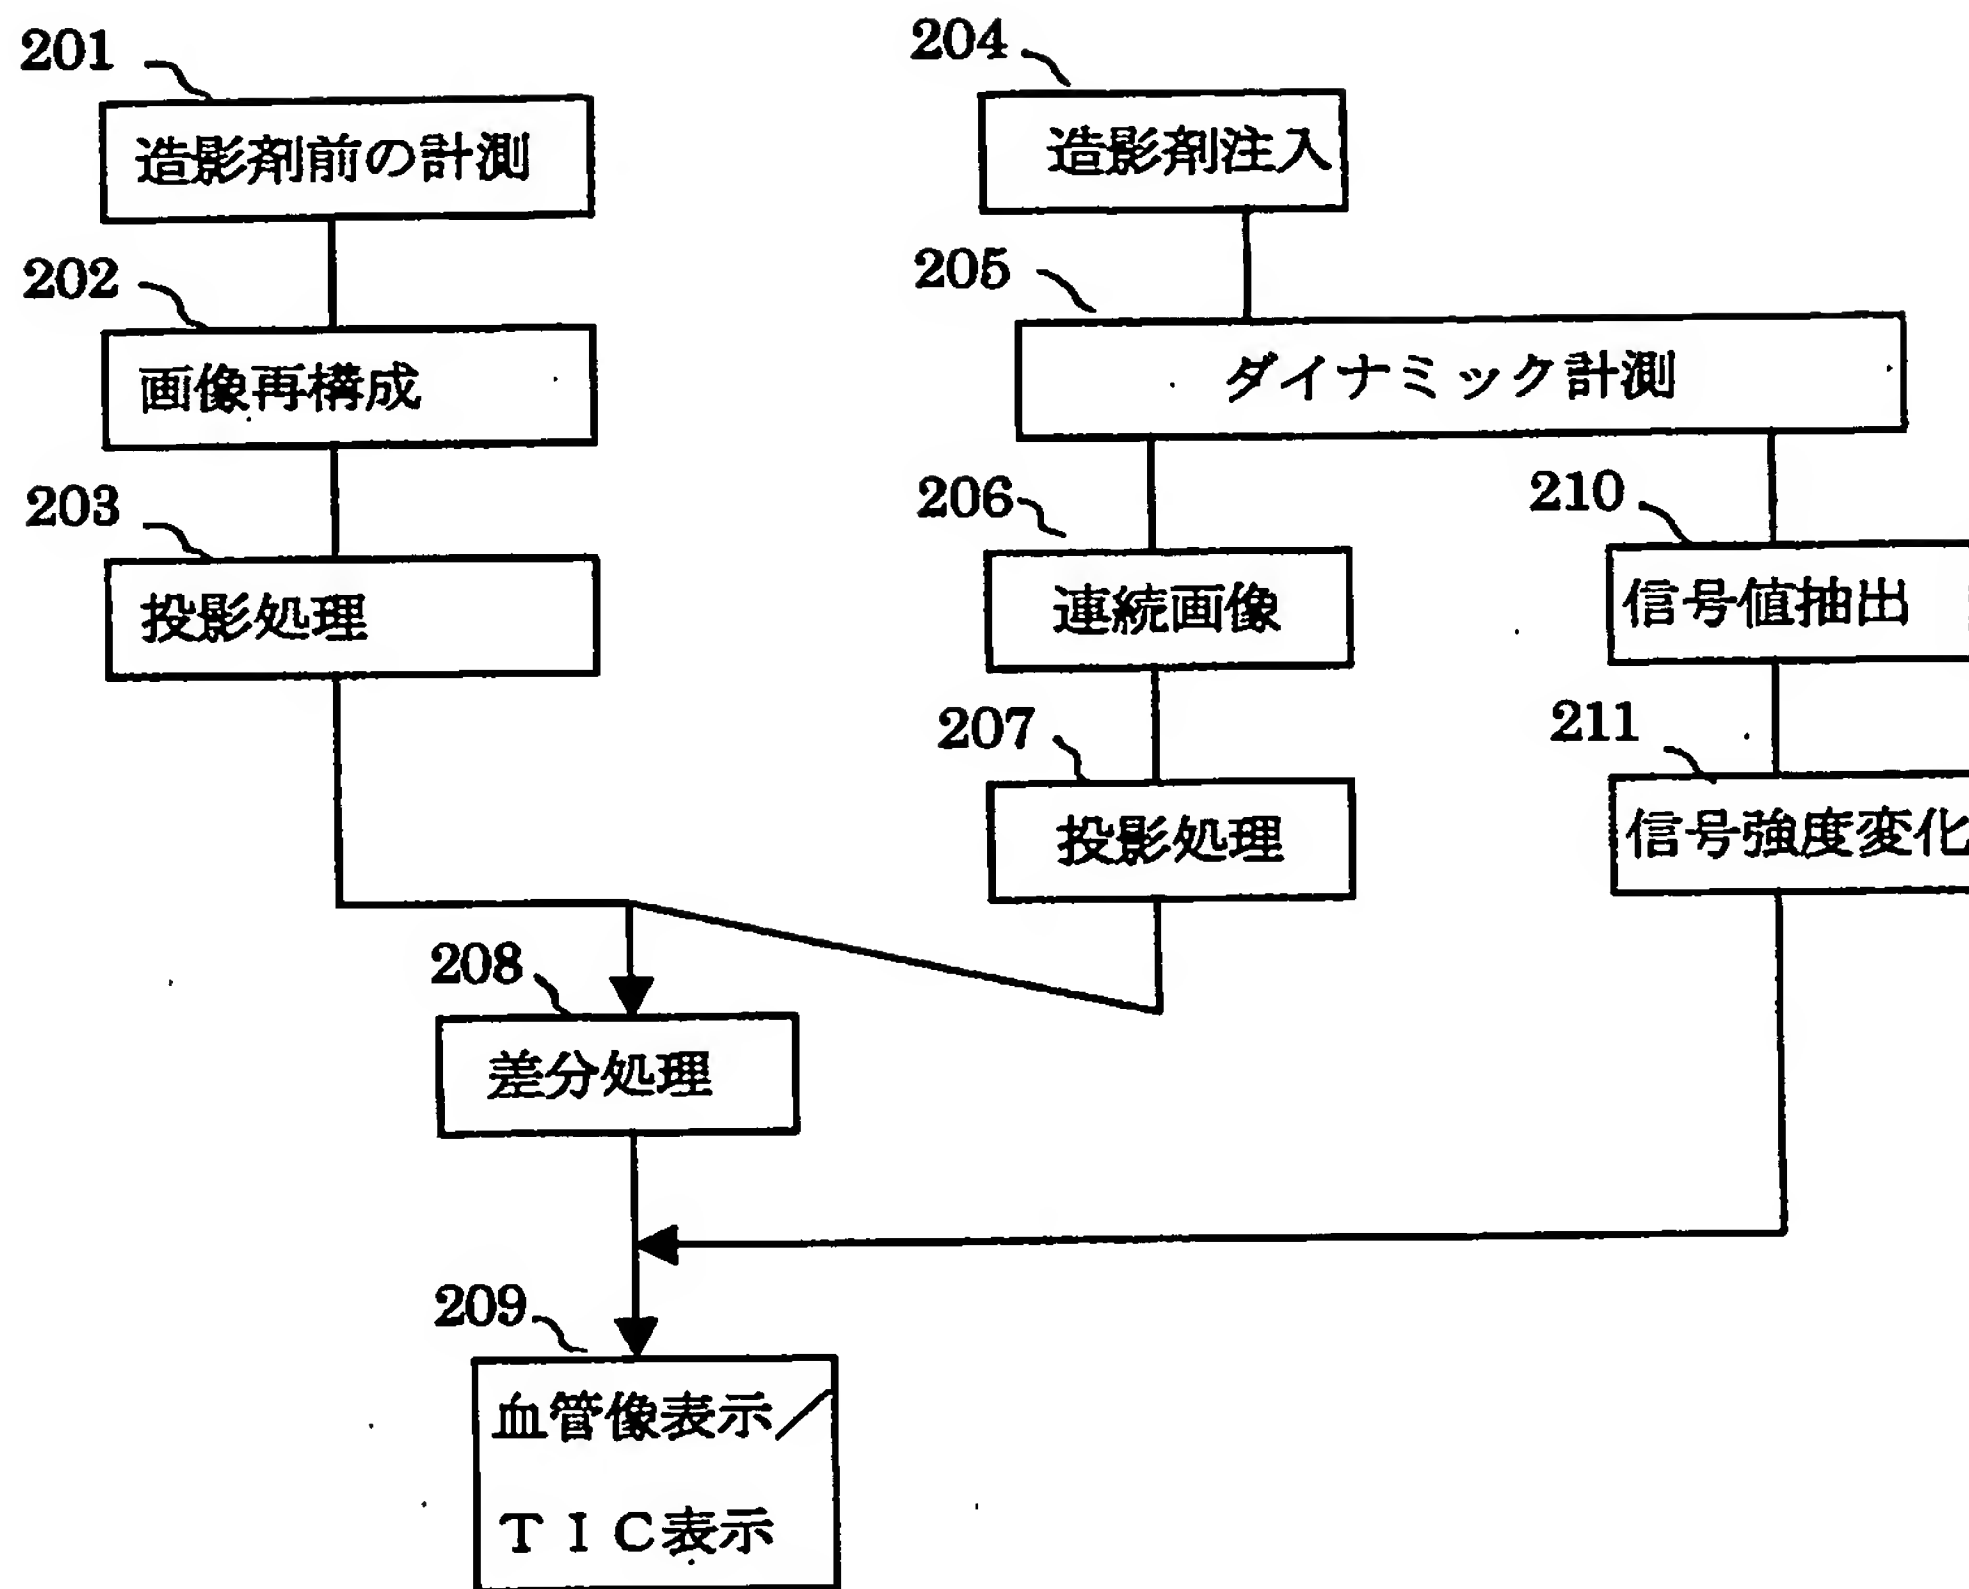 201
造影剤前の計測
202
画像再構成
203
投影処理
204
造影剤注入
205
ダイナミック計測
206
連続画像
207
投影処理
210
信号値抽出
211
信号強度変化
208
差分処理
209
血管像表示／
ＴＩＣ表示